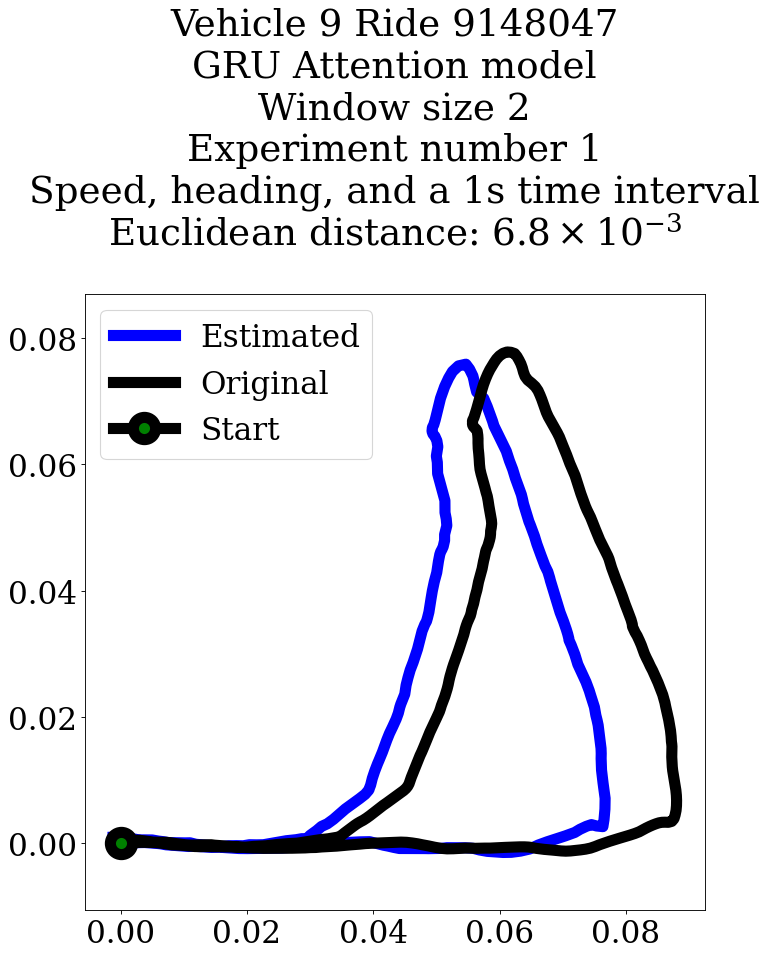 Vehicle 9 Ride 9148047
GRU Attention model
Window size 2
Experiment number 1
Speed, heading, and a 1s time interval
Euclidean distance: 6.8 × 10⁻³
Estimated
Original
Start
0.08
0.06
0.04
0.02
0.00
0.00 0.02 0.04 0.06 0.08